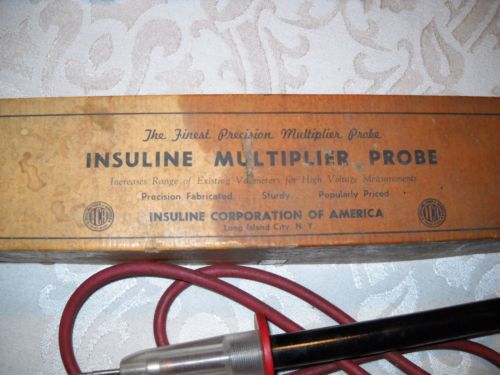 The Finest Precision Multiplier Probe
INSULINE MULTIPLIER PROBE
Increases Range of Existing Voltmeters for High Voltage Measurements
Precision Fabricated Sturdy Popularly Priced
INSULINE CORPORATION OF AMERICA
Long Island City, N. Y.